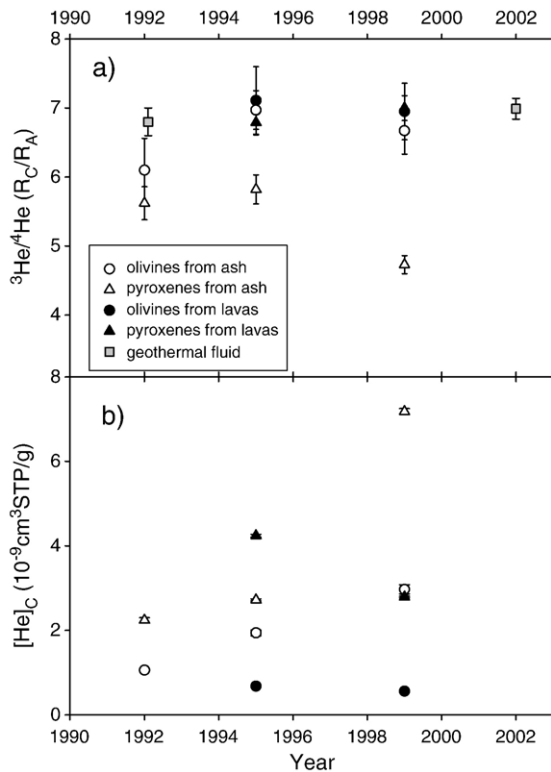 1990 1992 1994 1996 1998 2000 2002
8
a)
7
6
5
4
³He/⁴He (R_C/R_A)
olivines from ash
pyroxenes from ash
olivines from lavas
pyroxenes from lavas
geothermal fluid
8
b)
6
4
2
0
[He]_C (10⁻⁹cm³STP/g)
1990 1992 1994 1996 1998 2000 2002
Year